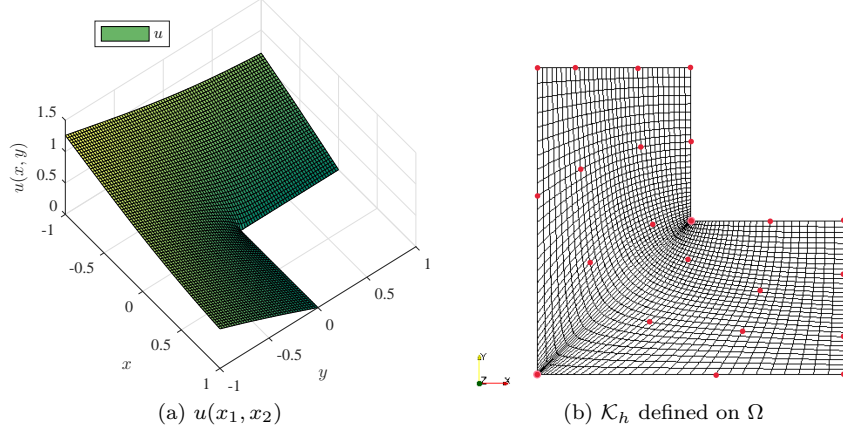 u
1.5
1
0.5
0
u(x, y)
-1
-0.5
0
0.5
1
x
-1
-0.5
0
0.5
1
y
Y
Z
X
(a) u(x₁, x₂)
(b) 𝒦ₕ defined on Ω